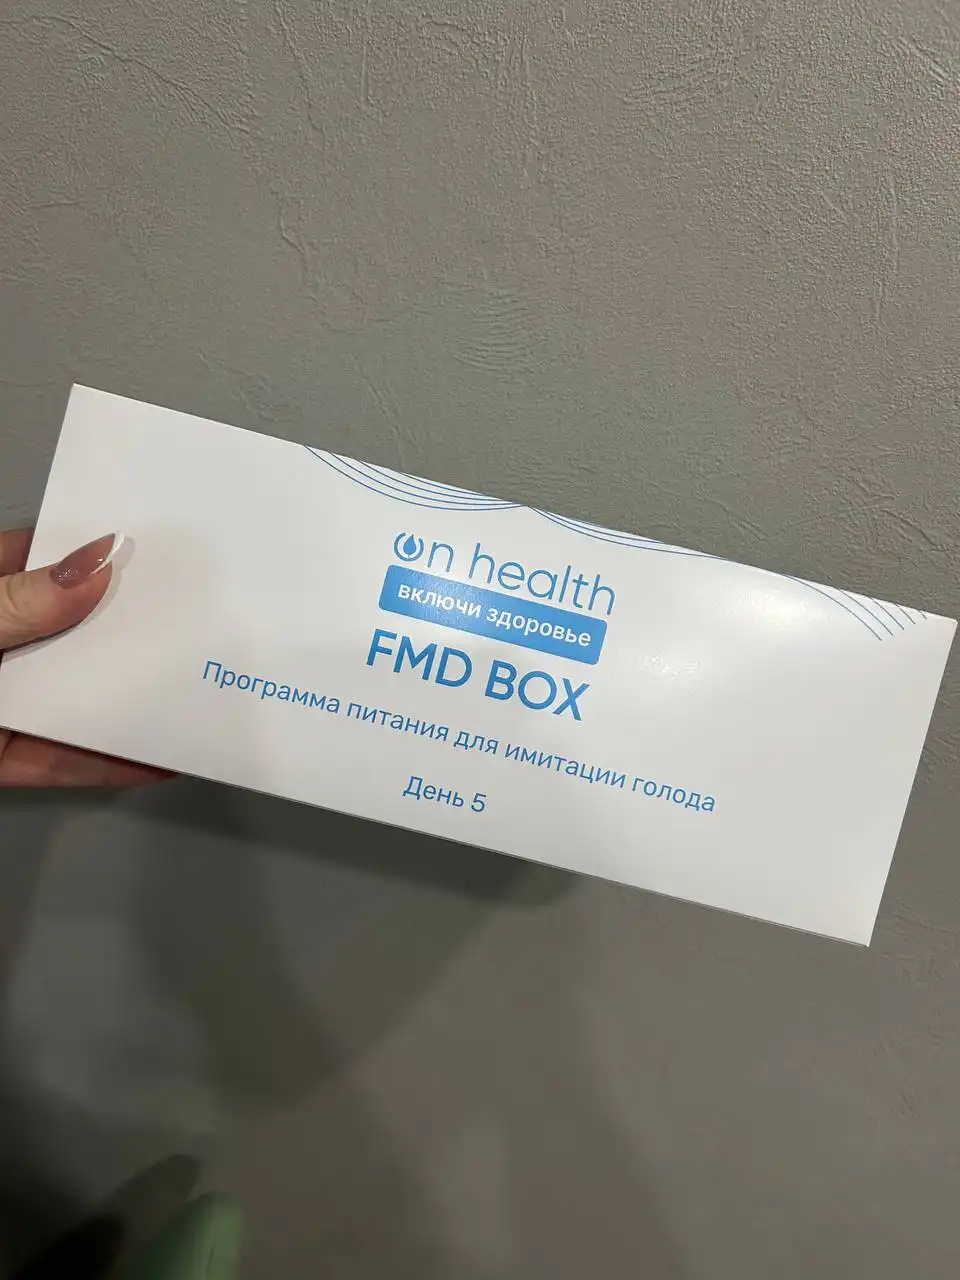 on health
включи здоровье
FMD BOX
Программа питания для имитации голода
День 5